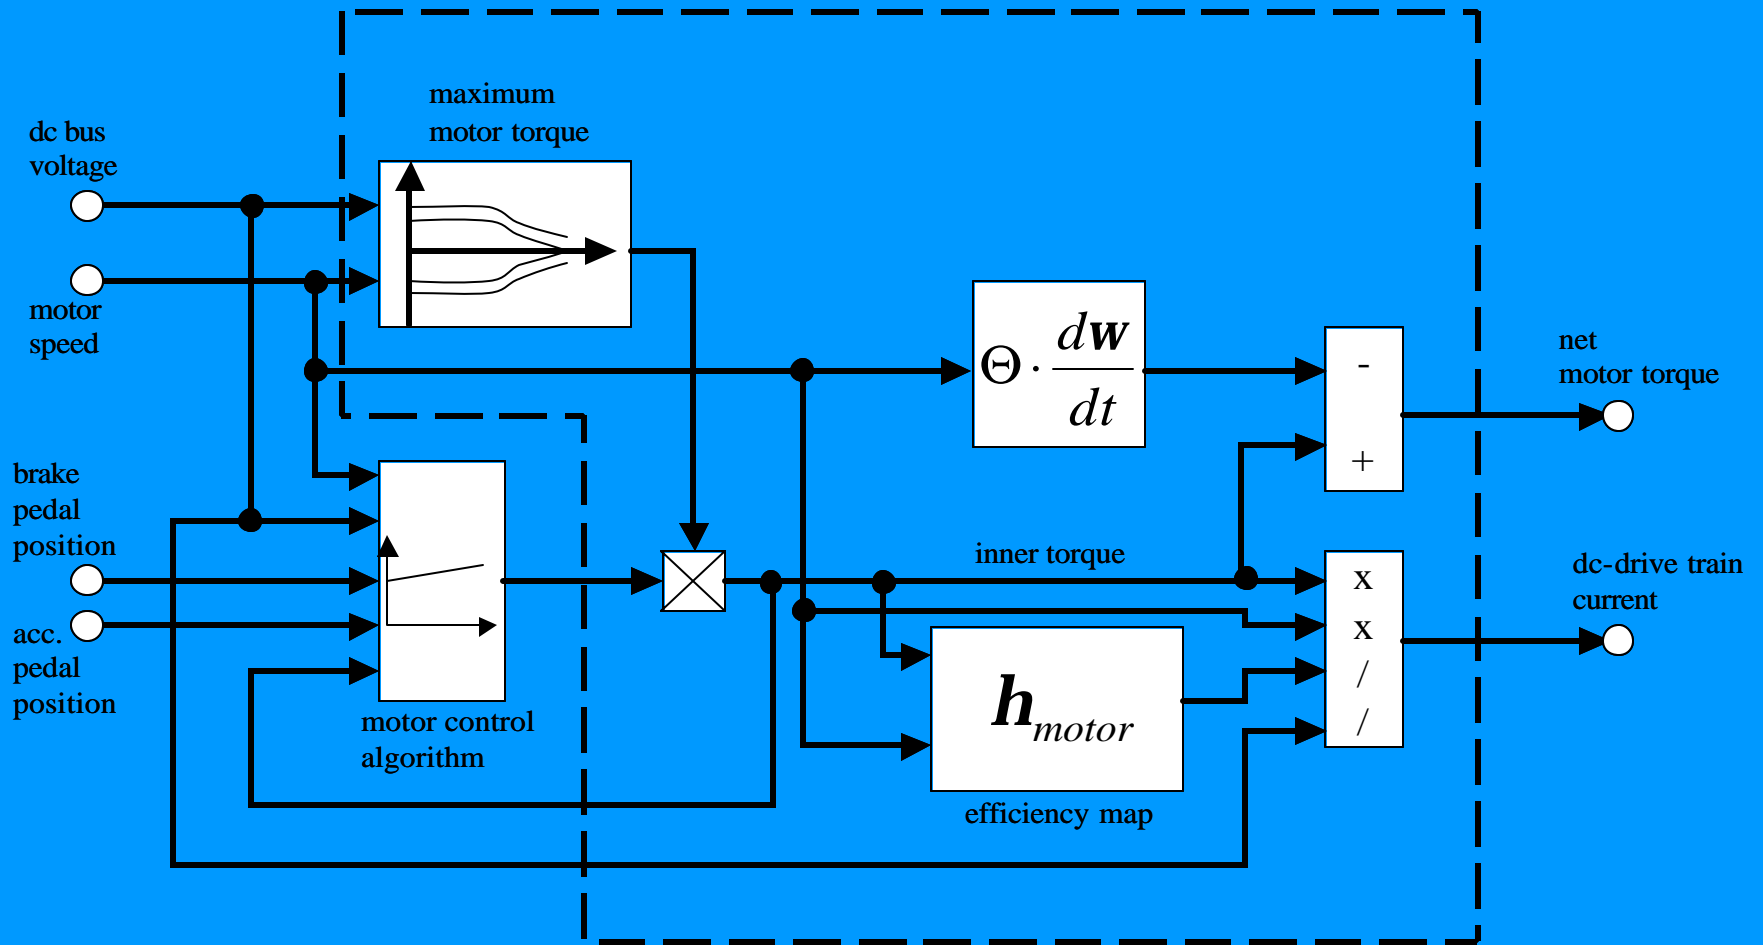 maximum
motor torque
dc bus
voltage
motor
speed
Θ · dw
dt
-
+
net
motor torque
brake
pedal
position
acc.
pedal
position
motor control
algorithm
inner torque
x
x
/
/
dc-drive train
current
h motor
efficiency map